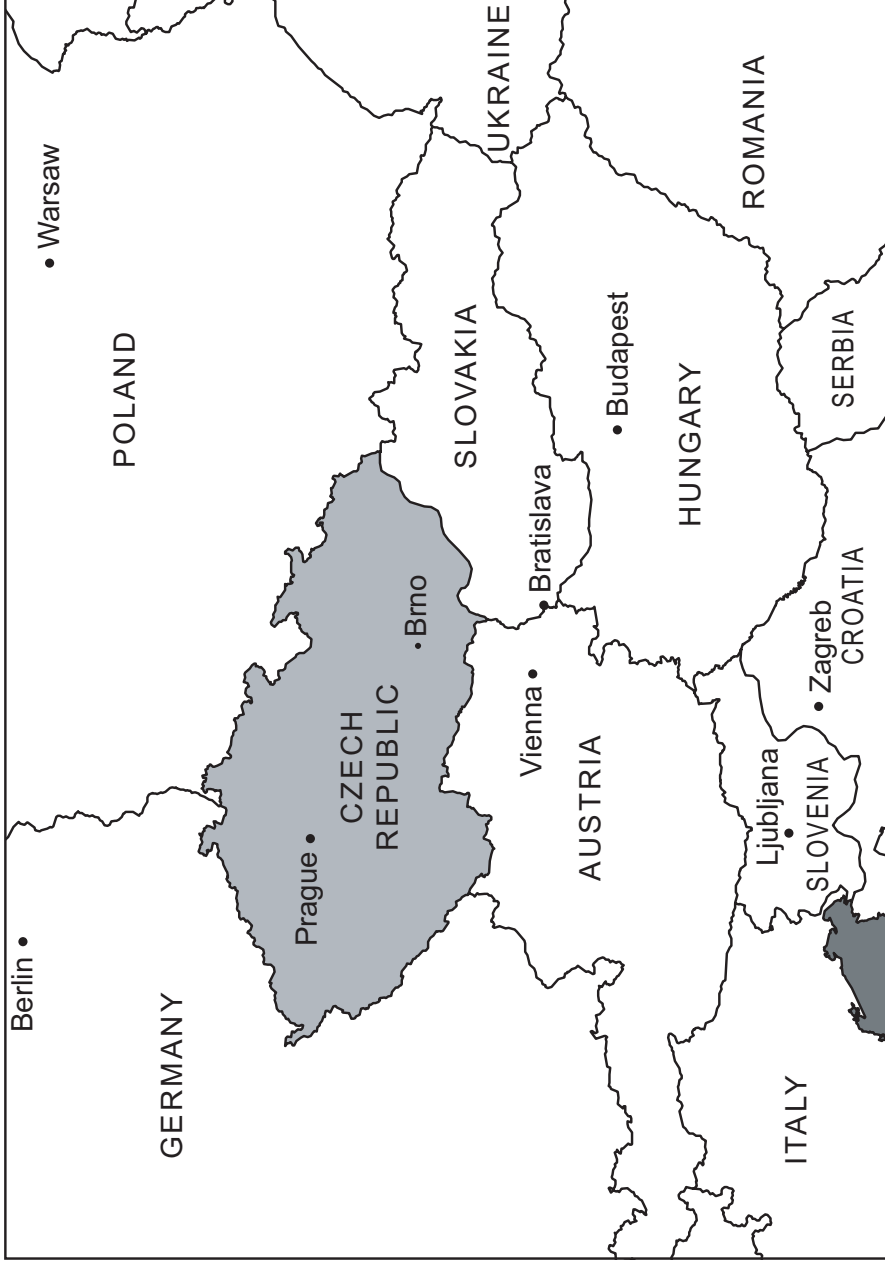 Berlin
Warsaw
POLAND
GERMANY
Prague
CZECH
REPUBLIC
Brno
SLOVAKIA
UKRAINE
Vienna
Bratislava
AUSTRIA
Budapest
HUNGARY
ROMANIA
Ljubljana
SLOVENIA
Zagreb
CROATIA
SERBIA
ITALY